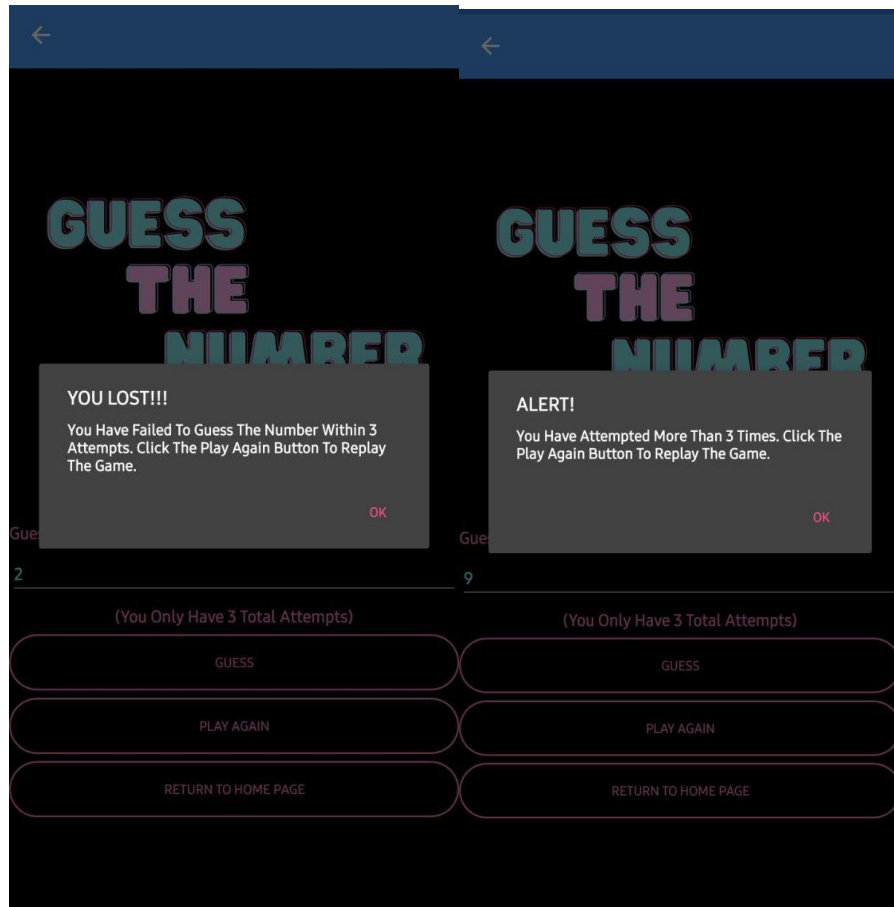 GUESS
THE
NUMBER
YOU LOST!!!
You Have Failed To Guess The Number Within 3
Attempts. Click The Play Again Button To Replay
The Game.
OK
2
(You Only Have 3 Total Attempts)
GUESS
PLAY AGAIN
RETURN TO HOME PAGE
GUESS
THE
NUMBER
ALERT!
You Have Attempted More Than 3 Times. Click The
Play Again Button To Replay The Game.
OK
9
(You Only Have 3 Total Attempts)
GUESS
PLAY AGAIN
RETURN TO HOME PAGE